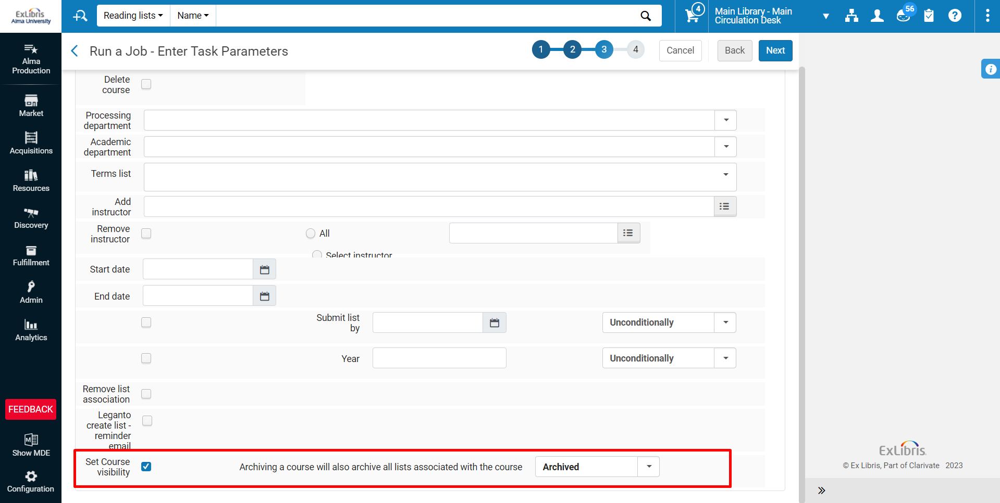 ExLibris
Alma University
Reading lists
Name
4
Main Library - Main
Circulation Desk
56
?
Alma
Production
Market
Acquisitions
Resources
Discovery
Fulfillment
Admin
Analytics
FEEDBACK
M
Show MDE
Configuration
Run a Job - Enter Task Parameters
1
2
3
4
Cancel
Back
Next
i
Delete
course
Processing
department
Academic
department
Terms list
Add
instructor
Remove
instructor
All
Select instructor
Start date
End date
Submit list
by
Unconditionally
Year
Unconditionally
Remove list
association
Leganto
create list -
reminder
email
Set Course
visibility
Archiving a course will also archive all lists associated with the course
Archived
ExLibris
© Ex Libris, Part of Clarivate 2023